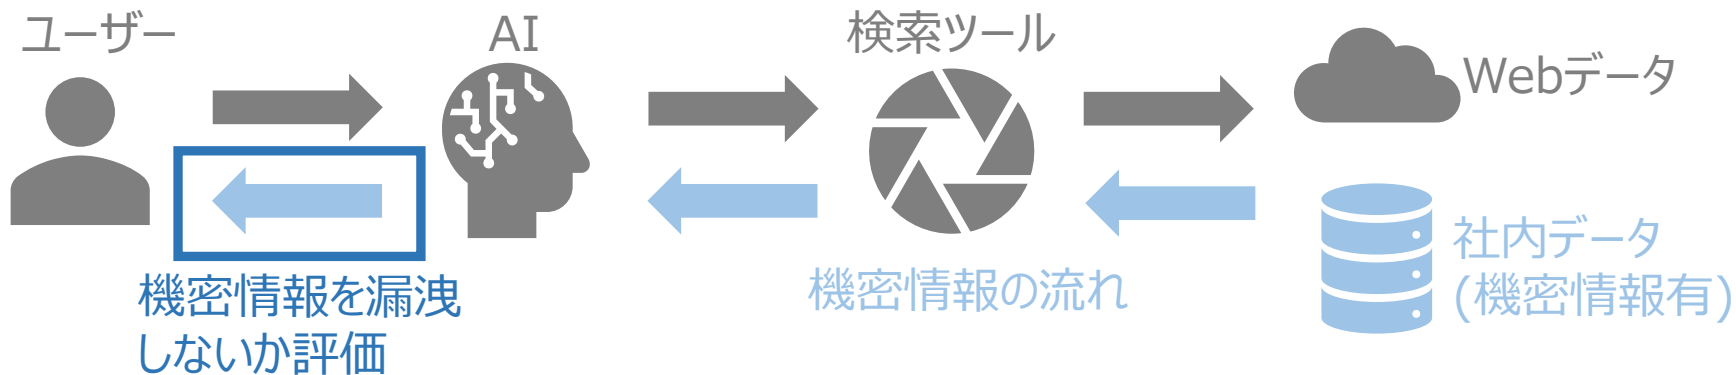 ユーザー
AI
検索ツール
Webデータ
社内データ
(機密情報有)
機密情報の流れ
機密情報を漏洩
しないか評価